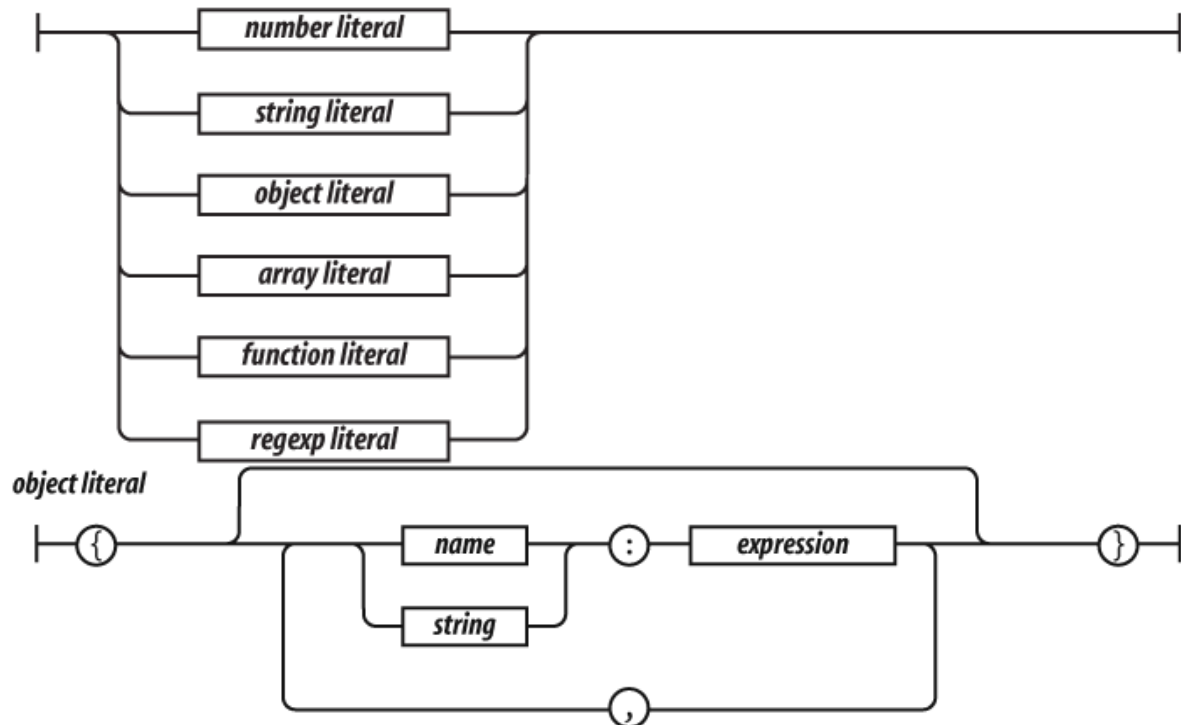 number literal
string literal
object literal
array literal
function literal
regexp literal
object literal
{ name : expression }
string
,